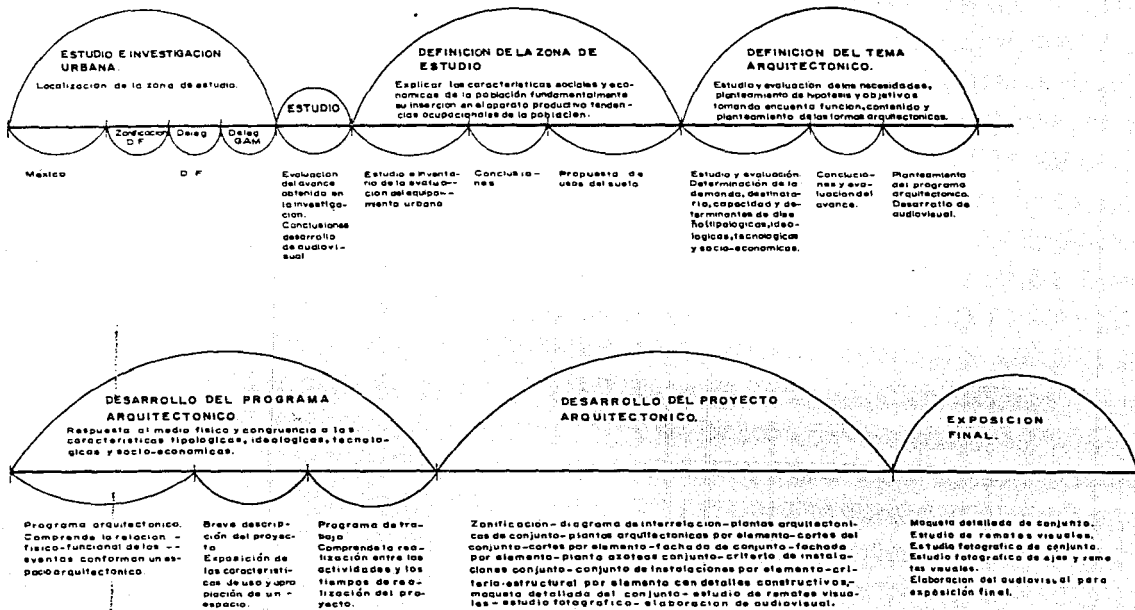 ESTUDIO E INVESTIGACION
URBANA.
Localización de la zona de estudio.
ESTUDIO
DEFINICION DE LA ZONA DE
ESTUDIO
Explicar las características sociales y eco-
nomicas de la población fundamentalmente
su insercion en el aparato productivo tenden-
cias ocupacionales de la población.
DEFINICION DEL TEMA
ARQUITECTONICO.
Estudio y evaluación de las necesidades,
planteamiento de hipotesis y objetivos
tomando encuenta funcion, contenido y
planteamiento de las formas arquitectonicas.
Zonificacion
D F
Deleg
Deleg
GAM
México
D F
Evaluacion
del avance
obtenido en
la investiga-
cion.
Conclusiones
desarrollo
de audiovi-
sual
Estudio e inventa-
rio de la evalua--
cion del equipa-
miento urbano
Conclusio-
nes
Propuesta de
usos del suelo
Estudio y evaluación
Determinación de la
demanda, destinata-
rio, capacidad y de-
terminantes de dise
ño, tipologicas, ideo-
logicas, tecnologicas
y socio-economicas.
Conclucio-
nes y eva-
luacion del
avance.
Planteamiento
del programa
arquitectonico.
Desarrollo de
audiovisual.
DESARROLLO DEL PROGRAMA
ARQUITECTONICO
Respuesta al medio fisico y congruencia a las
caracteristicas tipologicas, ideologicas, tecnolo-
gicas y socio-economicas.
DESARROLLO DEL PROYECTO
ARQUITECTONICO.
EXPOSICION
FINAL.
Programa arquitectonico.
Comprende la relacion -
fisico-funcional de los --
eventos conforman un es-
pacio arquitectonico.
Breve descrip-
ción del proyec-
to
Exposición de
las caracteristi-
cas de uso y apro
piación de un -
espacio.
Programa de tra-
bajo
Comprende la rea-
lización entre las
actividades y los
tiempos de rea-
lización del pro-
yecto.
Zonificación-diagrama de interrelacion-plantas arquitectoni-
cas de conjunto-plantas arquitectonicas por elemento-cortes del
conjunto-cortes por elemento-fachada de conjunto-fachada
por elemento-planta azoteas conjunto-criterio de instala-
ciones conjunto-conjunto de instalaciones por elemento-cri-
terio estructural por elemento con detalles constructivos,-
maqueta detallada del conjunto-estudio de remates visua-
les-estudio fotografico-elaboracion de audiovisual.
Maqueta detallada de conjunto.
Estudio de remates visuales.
Estudio fotografico de conjunto.
Estudio fotografico de ejes y rema
tes visuales.
Elaboracion del audiovisual para
exposición final.